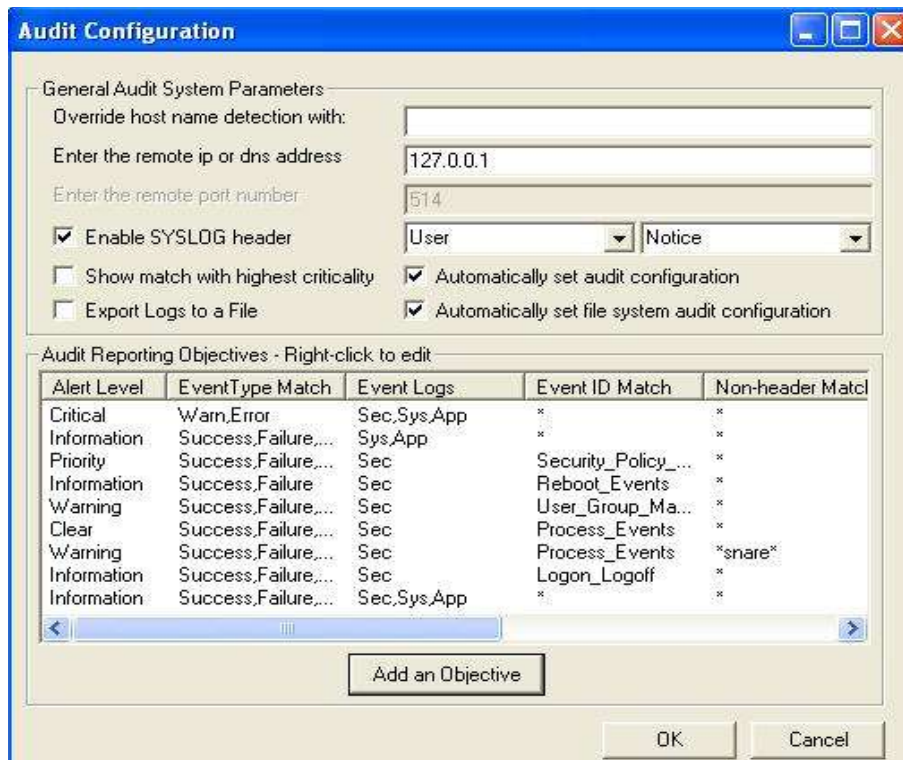 Audit Configuration
General Audit System Parameters
Override host name detection with:
Enter the remote ip or dns address 127.0.0.1
Enter the remote port number 514
Enable SYSLOG header User Notice
Show match with highest criticality Automatically set audit configuration
Export Logs to a File Automatically set file system audit configuration
Audit Reporting Objectives - Right-click to edit
Alert Level EventType Match Event Logs Event ID Match Non-header Match
Critical Warn,Error Sec,Sys,App * *
Information Success,Failure,... Sys,App * *
Priority Success,Failure,... Sec Security_Policy_... *
Information Success,Failure Sec Reboot_Events *
Warning Success,Failure,... Sec User_Group_Ma... *
Clear Success,Failure,... Sec Process_Events *
Warning Success,Failure,... Sec Process_Events *snare*
Information Success,Failure,... Sec Logon_Logoff *
Information Success,Failure,... Sec,Sys,App * *
Add an Objective
OK Cancel